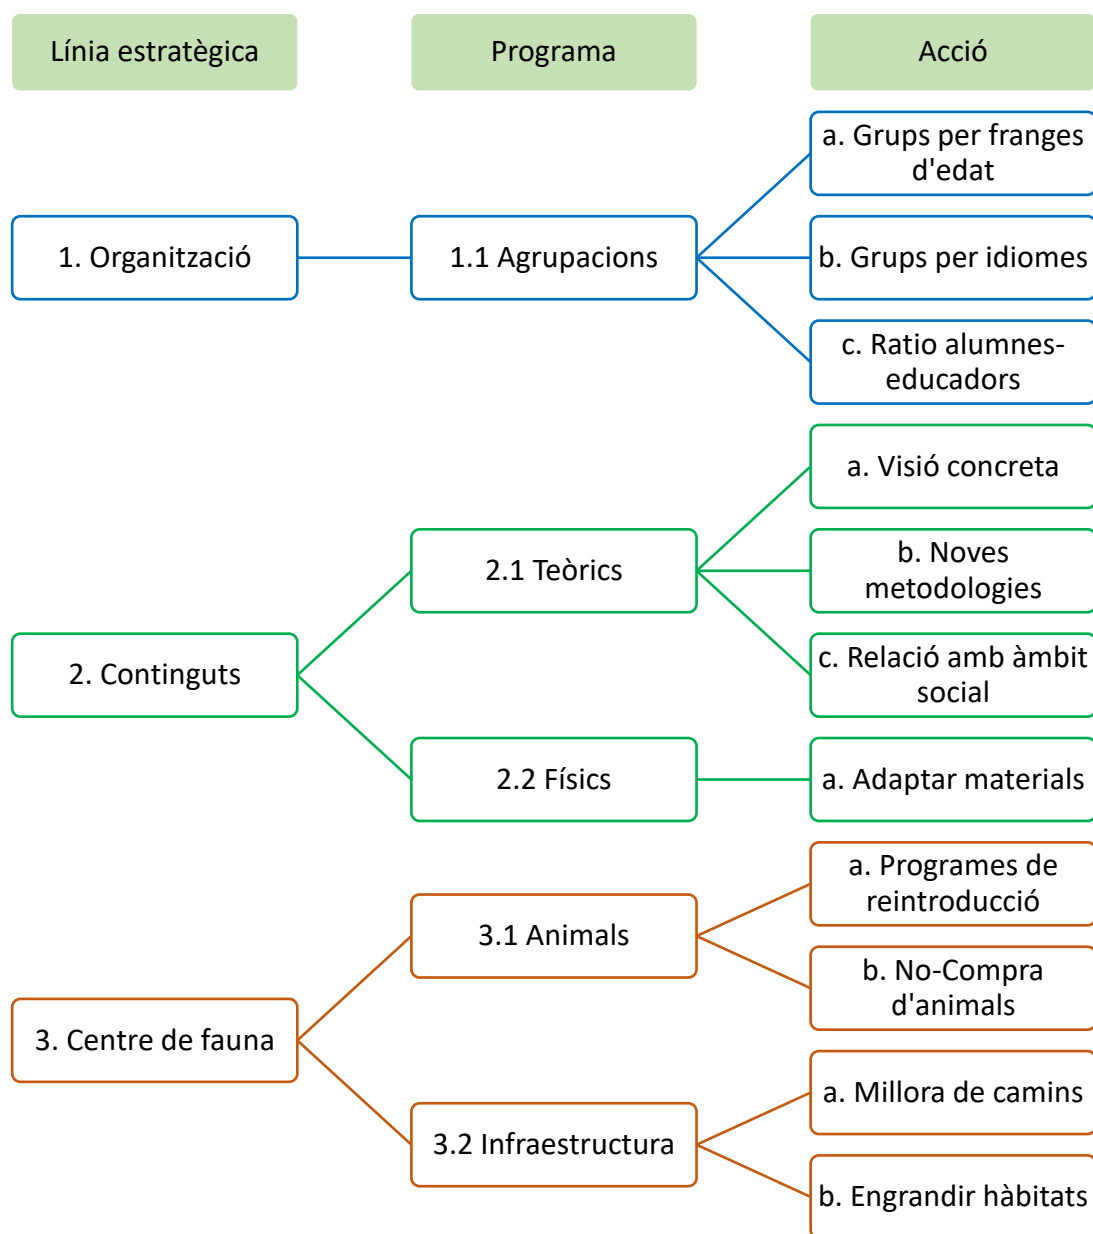 Línia estratègica
Programa
Acció
1. Organització
1.1 Agrupacions
a. Grups per franges
d'edat
b. Grups per idiomes
c. Ratio alumnes-
educadors
2. Continguts
2.1 Teòrics
a. Visió concreta
b. Noves
metodologies
c. Relació amb àmbit
social
2.2 Físics
a. Adaptar materials
3. Centre de fauna
3.1 Animals
a. Programes de
reintroducció
b. No-Compra
d'animals
3.2 Infraestructura
a. Millora de camins
b. Engrandir hàbitats